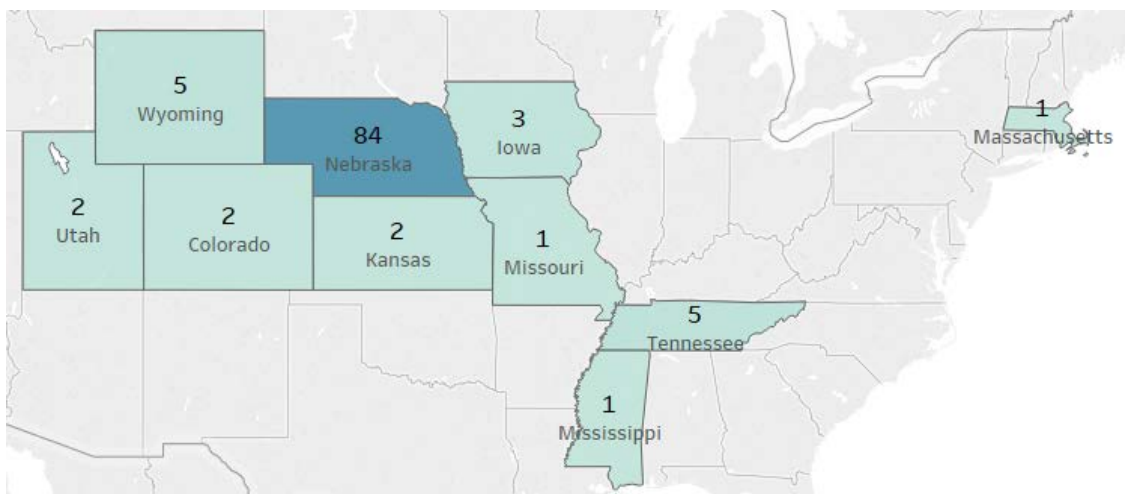 5
Wyoming
84
Nebraska
3
Iowa
1
Massachusetts
2
Utah
2
Colorado
2
Kansas
1
Missouri
5
Tennessee
1
Mississippi